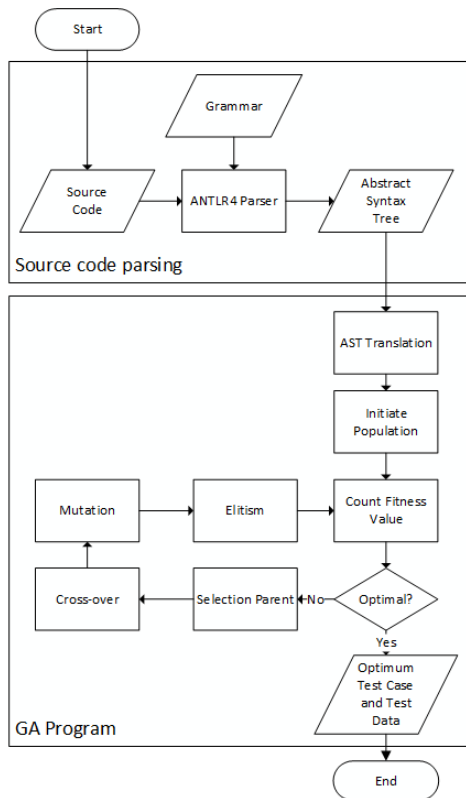 Start
Grammar
Source
Code
ANTLR4 Parser
Abstract
Syntax
Tree
Source code parsing
AST Translation
Initiate
Population
Mutation
Elitism
Count Fitness
Value
Cross-over
Selection Parent
No
Optimal?
Yes
Optimum
Test Case
and Test
Data
GA Program
End